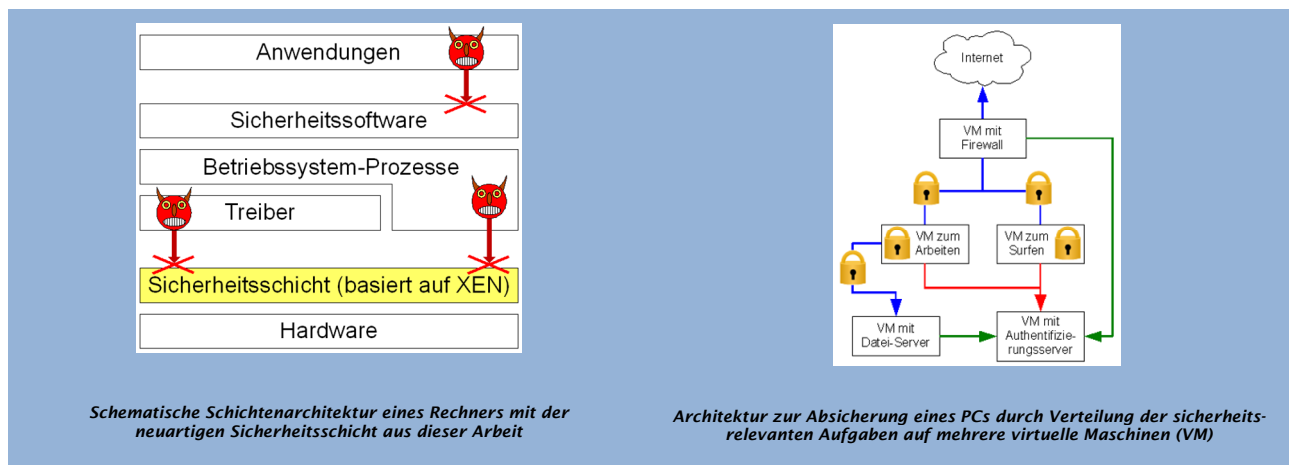 Anwendungen
Sicherheitssoftware
Betriebssystem-Prozesse
Treiber
Sicherheitsschicht (basiert auf XEN)
Hardware
Schematische Schichtenarchitektur eines Rechners mit der
neuartigen Sicherheitsschicht aus dieser Arbeit
Internet
VM mit
Firewall
VM zum
Arbeiten
VM zum
Surfen
VM mit
Datei-Server
VM mit
Authentifizie-
rungsserver
Architektur zur Absicherung eines PCs durch Verteilung der sicherheits-
relevanten Aufgaben auf mehrere virtuelle Maschinen (VM)